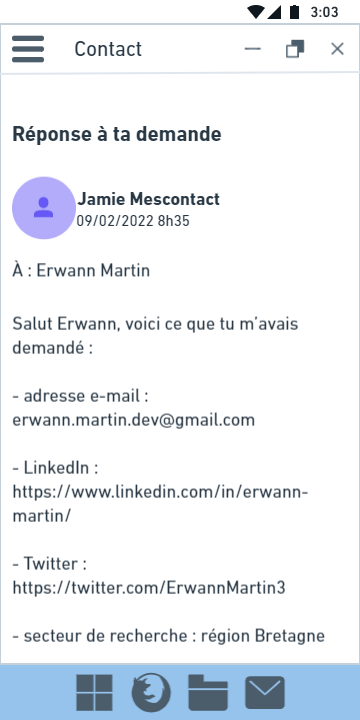 3:03
Contact
Réponse à ta demande
Jamie Mescontact
09/02/2022 8h35
À : Erwann Martin
Salut Erwann, voici ce que tu m'avais
demandé :
- adresse e-mail :
erwann.martin.dev@gmail.com
- LinkedIn :
https://www.linkedin.com/in/erwann-
martin/
- Twitter :
https://twitter.com/ErwannMartin3
- secteur de recherche : région Bretagne